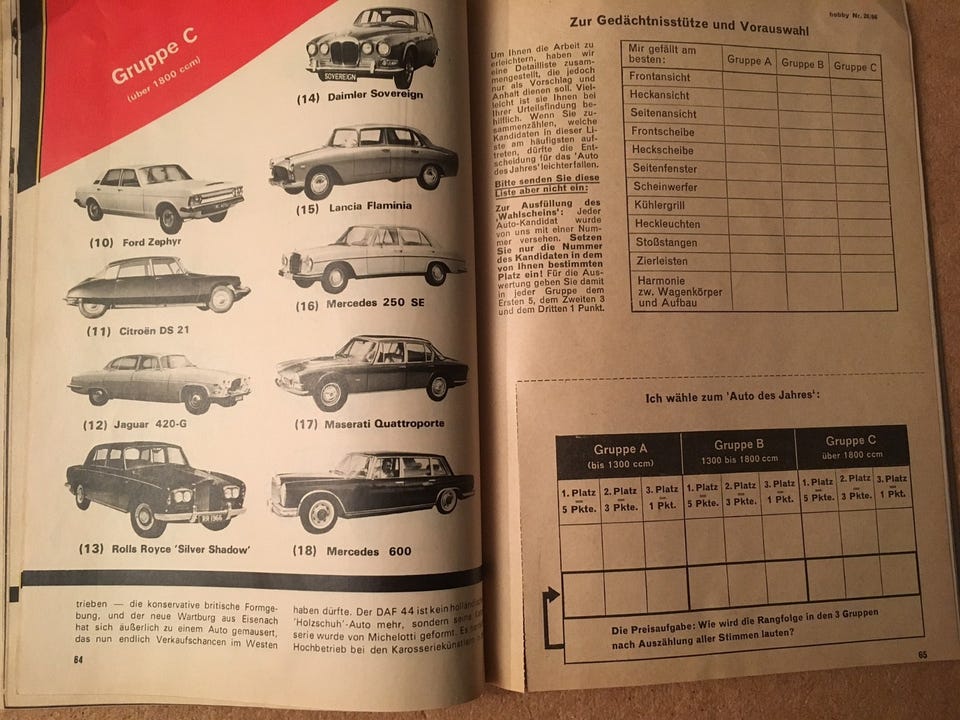 Gruppe C
(über 1800 ccm)
SOVEREIGN
(14) Daimler Sovereign
(15) Lancia Flaminia
(10) Ford Zephyr
(16) Mercedes 250 SE
(11) Citroën DS 21
(12) Jaguar 420-G
(17) Maserati Quattroporte
RR 1966
(13) Rolls Royce 'Silver Shadow'
(18) Mercedes 600
trieben — die konservative britische Formge-
bung, und der neue Wartburg aus Eisenach
hat sich äußerlich zu einem Auto gemausert,
das nun endlich Verkaufschancen im Westen
haben dürfte. Der DAF 44 ist kein
'Holzschuh'-Auto mehr, sondern seine
serie wurde von Michelotti geformt. Es
Hochbetrieb bei den
64
hobby Nr. 26/66
Zur Gedächtnisstütze und Vorauswahl
Um Ihnen die Arbeit zu
erleichtern, haben wir
eine Detailliste zusam-
mengestellt, die jedoch
nur als Vorschlag und
Anhalt dienen soll. Viel-
leicht ist sie Ihnen bei
Ihrer Urteilsfindung be-
hilflich. Wenn Sie zu-
sammenzählen, welche
Kandidaten in dieser Li-
ste am häufigsten auf-
treten, dürfte die Ent-
scheidung für das 'Auto
des Jahres' leichterfallen.
Bitte senden Sie diese
Liste aber nicht ein:
Zur Ausfüllung des
'Wahlscheins': Jeder
Auto-Kandidat wurde
von uns mit einer Num-
mer versehen. Setzen
Sie nur die Nummer
des Kandidaten in dem
von Ihnen bestimmten
Platz ein! Für die Aus-
wertung geben Sie damit
in jeder Gruppe dem
Ersten 5, dem Zweiten 3
und dem Dritten 1 Punkt.
Mir gefällt am
besten: Gruppe A Gruppe B Gruppe C
Frontansicht
Heckansicht
Seitenansicht
Frontscheibe
Heckscheibe
Seitenfenster
Scheinwerfer
Kühlergrill
Heckleuchten
Stoßstangen
Zierleisten
Harmonie
zw. Wagenkörper
und Aufbau
Ich wähle zum 'Auto des Jahres':
Gruppe A Gruppe B Gruppe C
(bis 1300 ccm) 1300 bis 1800 ccm über 1800 ccm
1. Platz 2. Platz 3. Platz 1. Platz 2. Platz 3. Platz 1. Platz 2. Platz 3. Platz
5 Pkte. 3 Pkte. 1 Pkt. 5 Pkte. 3 Pkte. 1 Pkt. 5 Pkte. 3 Pkte. 1 Pkt.
Die Preisaufgabe: Wie wird die Rangfolge in den 3 Gruppen
nach Auszählung aller Stimmen lauten?
65